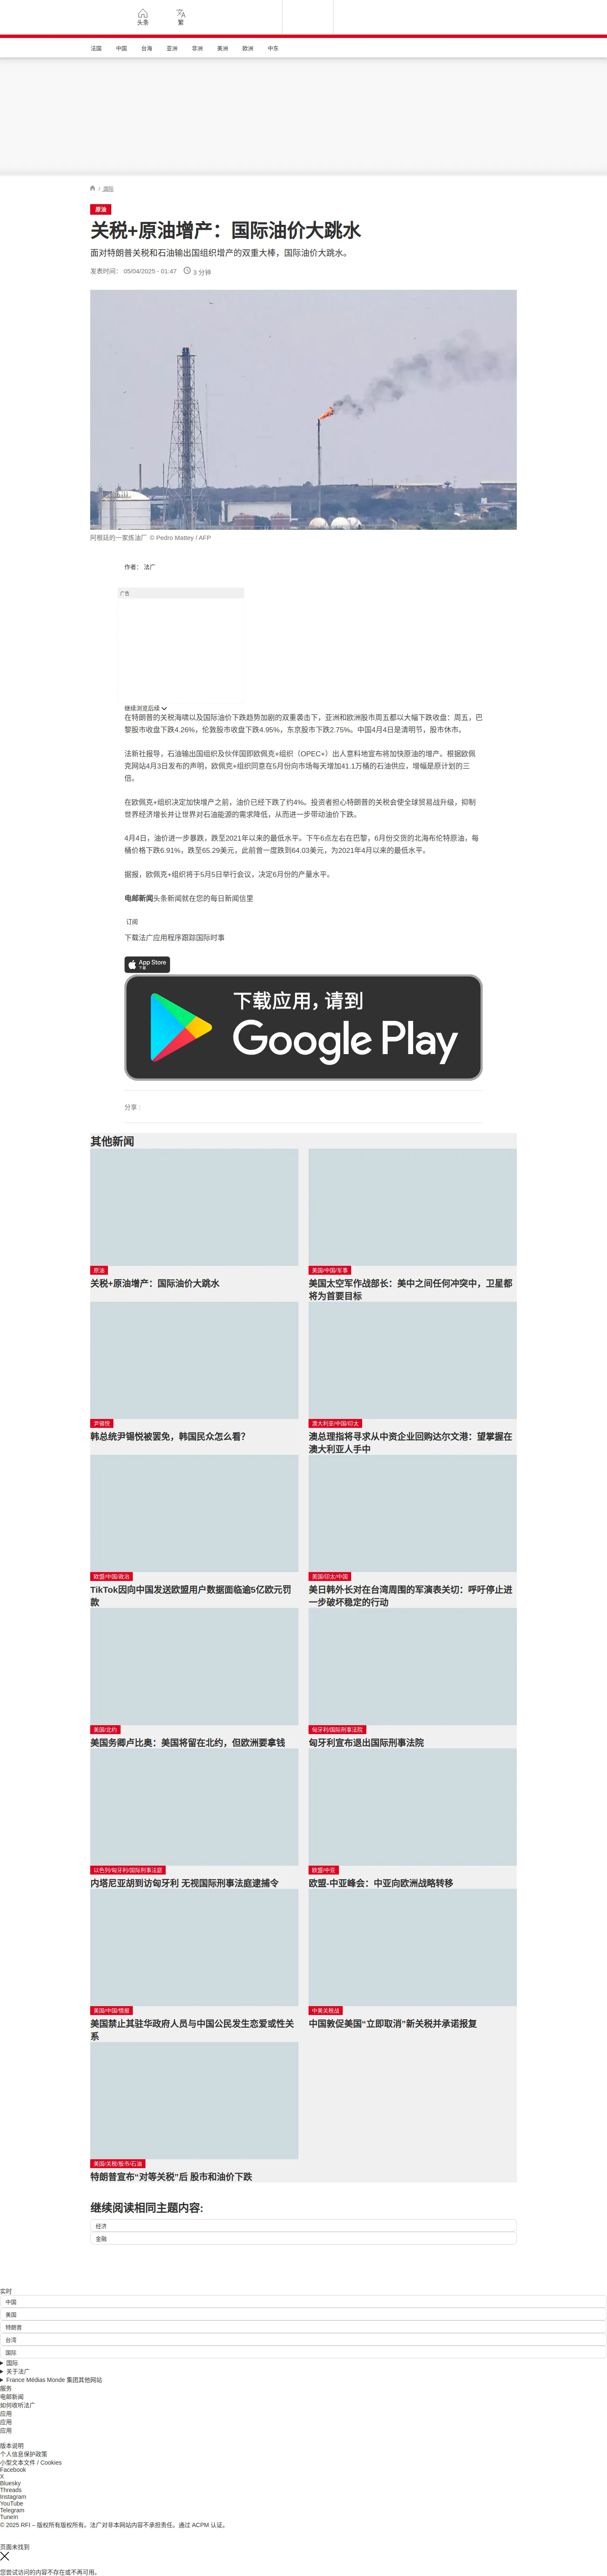 头条
繁
法国 中国 台海 亚洲 非洲 美洲 欧洲 中东
/ 国际
原油
关税+原油增产：国际油价大跳水
面对特朗普关税和石油输出国组织增产的双重大棒，国际油价大跳水。
发表时间： 05/04/2025 - 01:47 3 分钟
阿根廷的一家炼油厂 © Pedro Mattey / AFP
作者： 法广
广告
继续浏览后续
在特朗普的关税海啸以及国际油价下跌趋势加剧的双重袭击下，亚洲和欧洲股市周五都以大幅下跌收盘：周五，巴
黎股市收盘下跌4.26%，伦敦股市收盘下跌4.95%，东京股市下跌2.75%。中国4月4日是清明节，股市休市。
法新社报导，石油输出国组织及伙伴国即欧佩克+组织（OPEC+）出人意料地宣布将加快原油的增产。根据欧佩
克网站4月3日发布的声明，欧佩克+组织同意在5月份向市场每天增加41.1万桶的石油供应，增幅是原计划的三
倍。
在欧佩克+组织决定加快增产之前，油价已经下跌了约4%。投资者担心特朗普的关税会使全球贸易战升级，抑制
世界经济增长并让世界对石油能源的需求降低，从而进一步带动油价下跌。
4月4日，油价进一步暴跌，跌至2021年以来的最低水平。下午6点左右在巴黎，6月份交货的北海布伦特原油，每
桶价格下跌6.91%，跌至65.29美元，此前曾一度跌到64.03美元，为2021年4月以来的最低水平。
据报，欧佩克+组织将于5月5日举行会议，决定6月份的产量水平。
电邮新闻头条新闻就在您的每日新闻信里
订阅
下载法广应用程序跟踪国际时事
App Store
下载
下载应用，请到
Google Play
分享 :
其他新闻
原油
关税+原油增产：国际油价大跳水
美国/中国/军事
美国太空军作战部长：美中之间任何冲突中，卫星都
将为首要目标
尹锡悦
韩总统尹锡悦被罢免，韩国民众怎么看？
澳大利亚/中国/印太
澳总理指将寻求从中资企业回购达尔文港：望掌握在
澳大利亚人手中
欧盟/中国/政治
TikTok因向中国发送欧盟用户数据面临逾5亿欧元罚
款
美国/印太/中国
美日韩外长对在台湾周围的军演表关切：呼吁停止进
一步破坏稳定的行动
美国/北约
美国务卿卢比奥：美国将留在北约，但欧洲要拿钱
匈牙利/国际刑事法院
匈牙利宣布退出国际刑事法院
以色列/匈牙利/国际刑事法庭
内塔尼亚胡到访匈牙利 无视国际刑事法庭逮捕令
欧盟/中亚
欧盟-中亚峰会：中亚向欧洲战略转移
美国/中国/情报
美国禁止其驻华政府人员与中国公民发生恋爱或性关
系
中美关税战
中国敦促美国“立即取消”新关税并承诺报复
美国/关税/股市/石油
特朗普宣布“对等关税”后 股市和油价下跌
继续阅读相同主题内容:
经济
金融
实时
中国
美国
特朗普
台湾
国际
国际
关于法广
France Médias Monde 集团其他网站
服务
电邮新闻
如何收听法广
应用
应用
应用
版本说明
个人信息保护政策
小型文本文件 / Cookies
Facebook
X
Bluesky
Threads
Instagram
YouTube
Telegram
TuneIn
© 2025 RFI – 版权所有版权所有。法广对非本网站内容不承担责任。通过 ACPM 认证。
页面未找到
您尝试访问的内容不存在或不再可用。